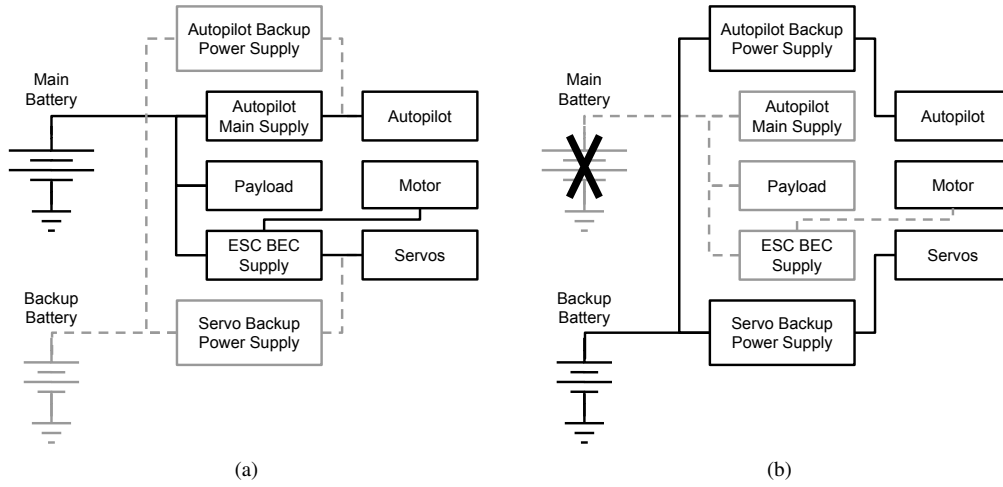 Autopilot Backup
Power Supply
Main
Battery
Autopilot
Main Supply
Autopilot
Payload
Motor
ESC BEC
Supply
Servos
Backup
Battery
Servo Backup
Power Supply
(a)
Autopilot Backup
Power Supply
Main
Battery
Autopilot
Main Supply
Autopilot
Payload
Motor
ESC BEC
Supply
Servos
Backup
Battery
Servo Backup
Power Supply
(b)